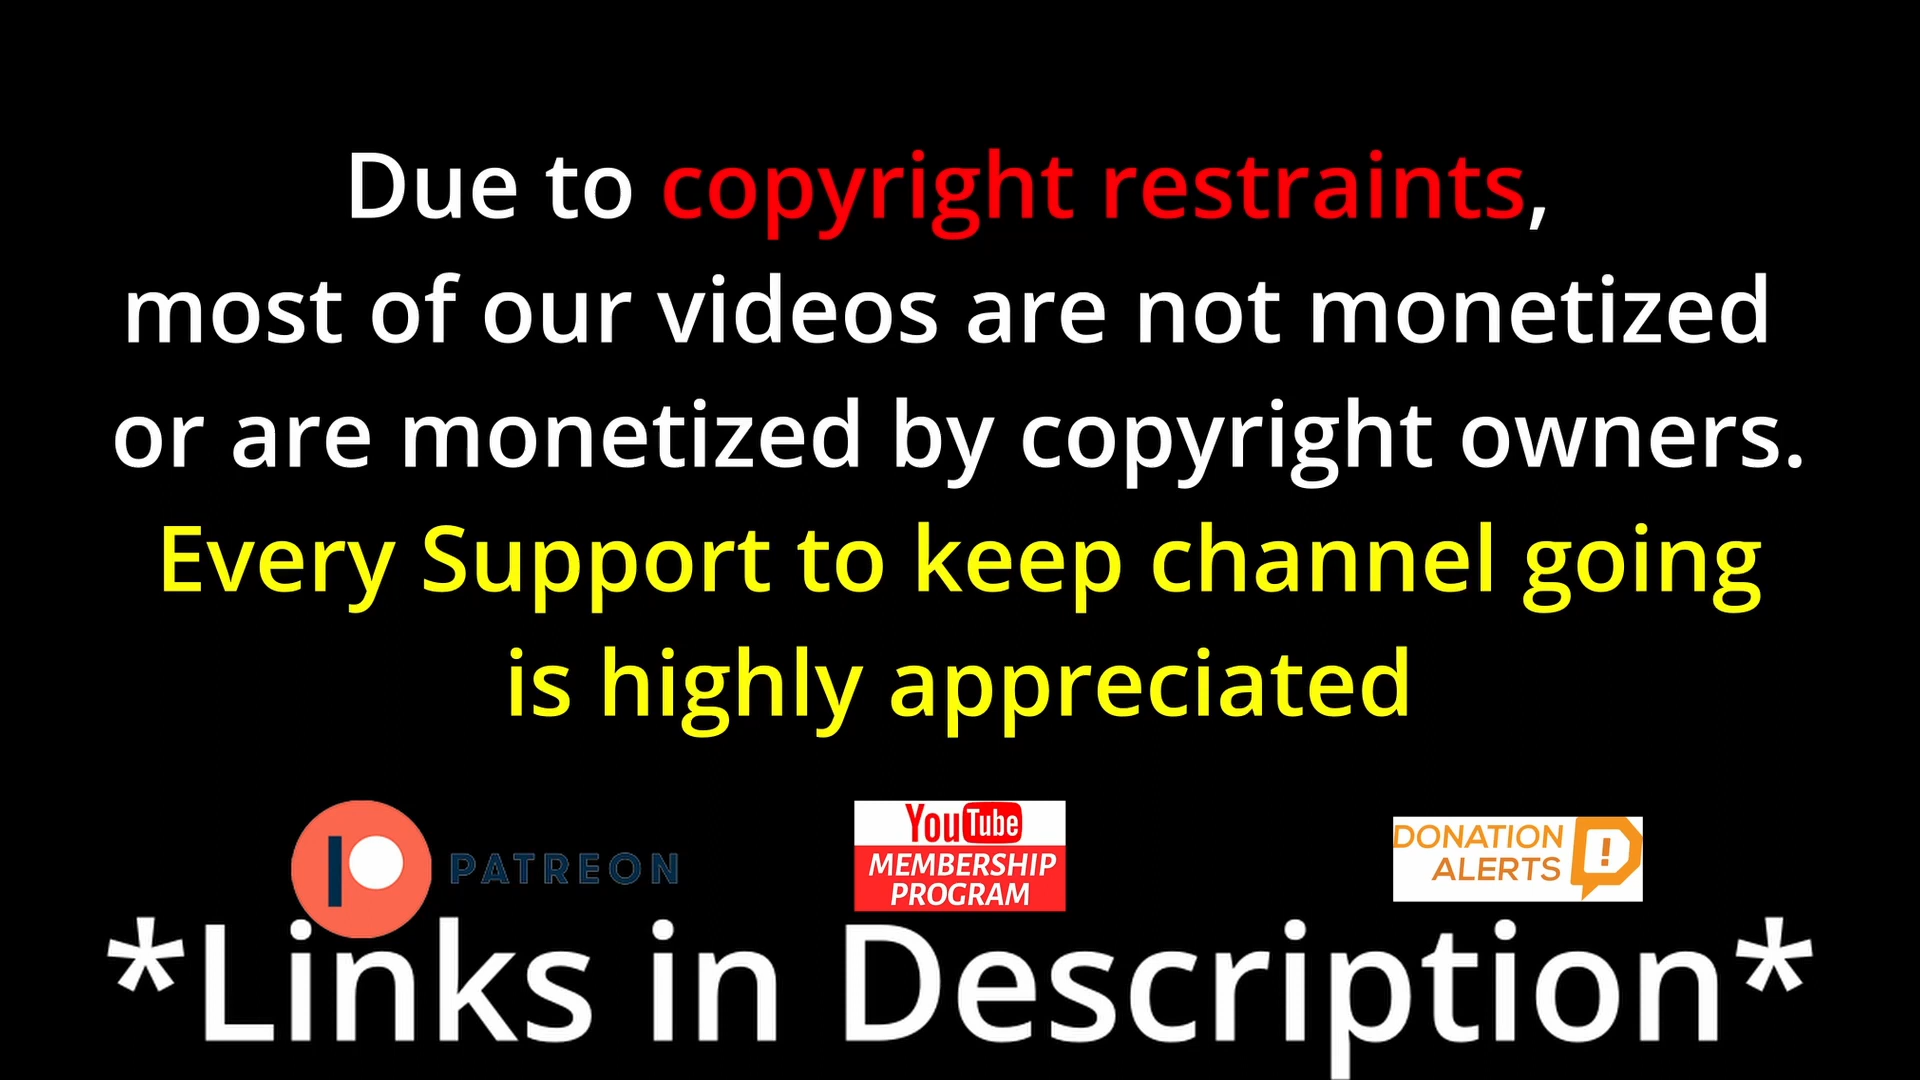 Due to copyright restraints,
most of our videos are not monetized
or are monetized by copyright owners.
Every Support to keep channel going
is highly appreciated
PATREON
YouTube
MEMBERSHIP
PROGRAM
DONATION
ALERTS
*Links in Description*